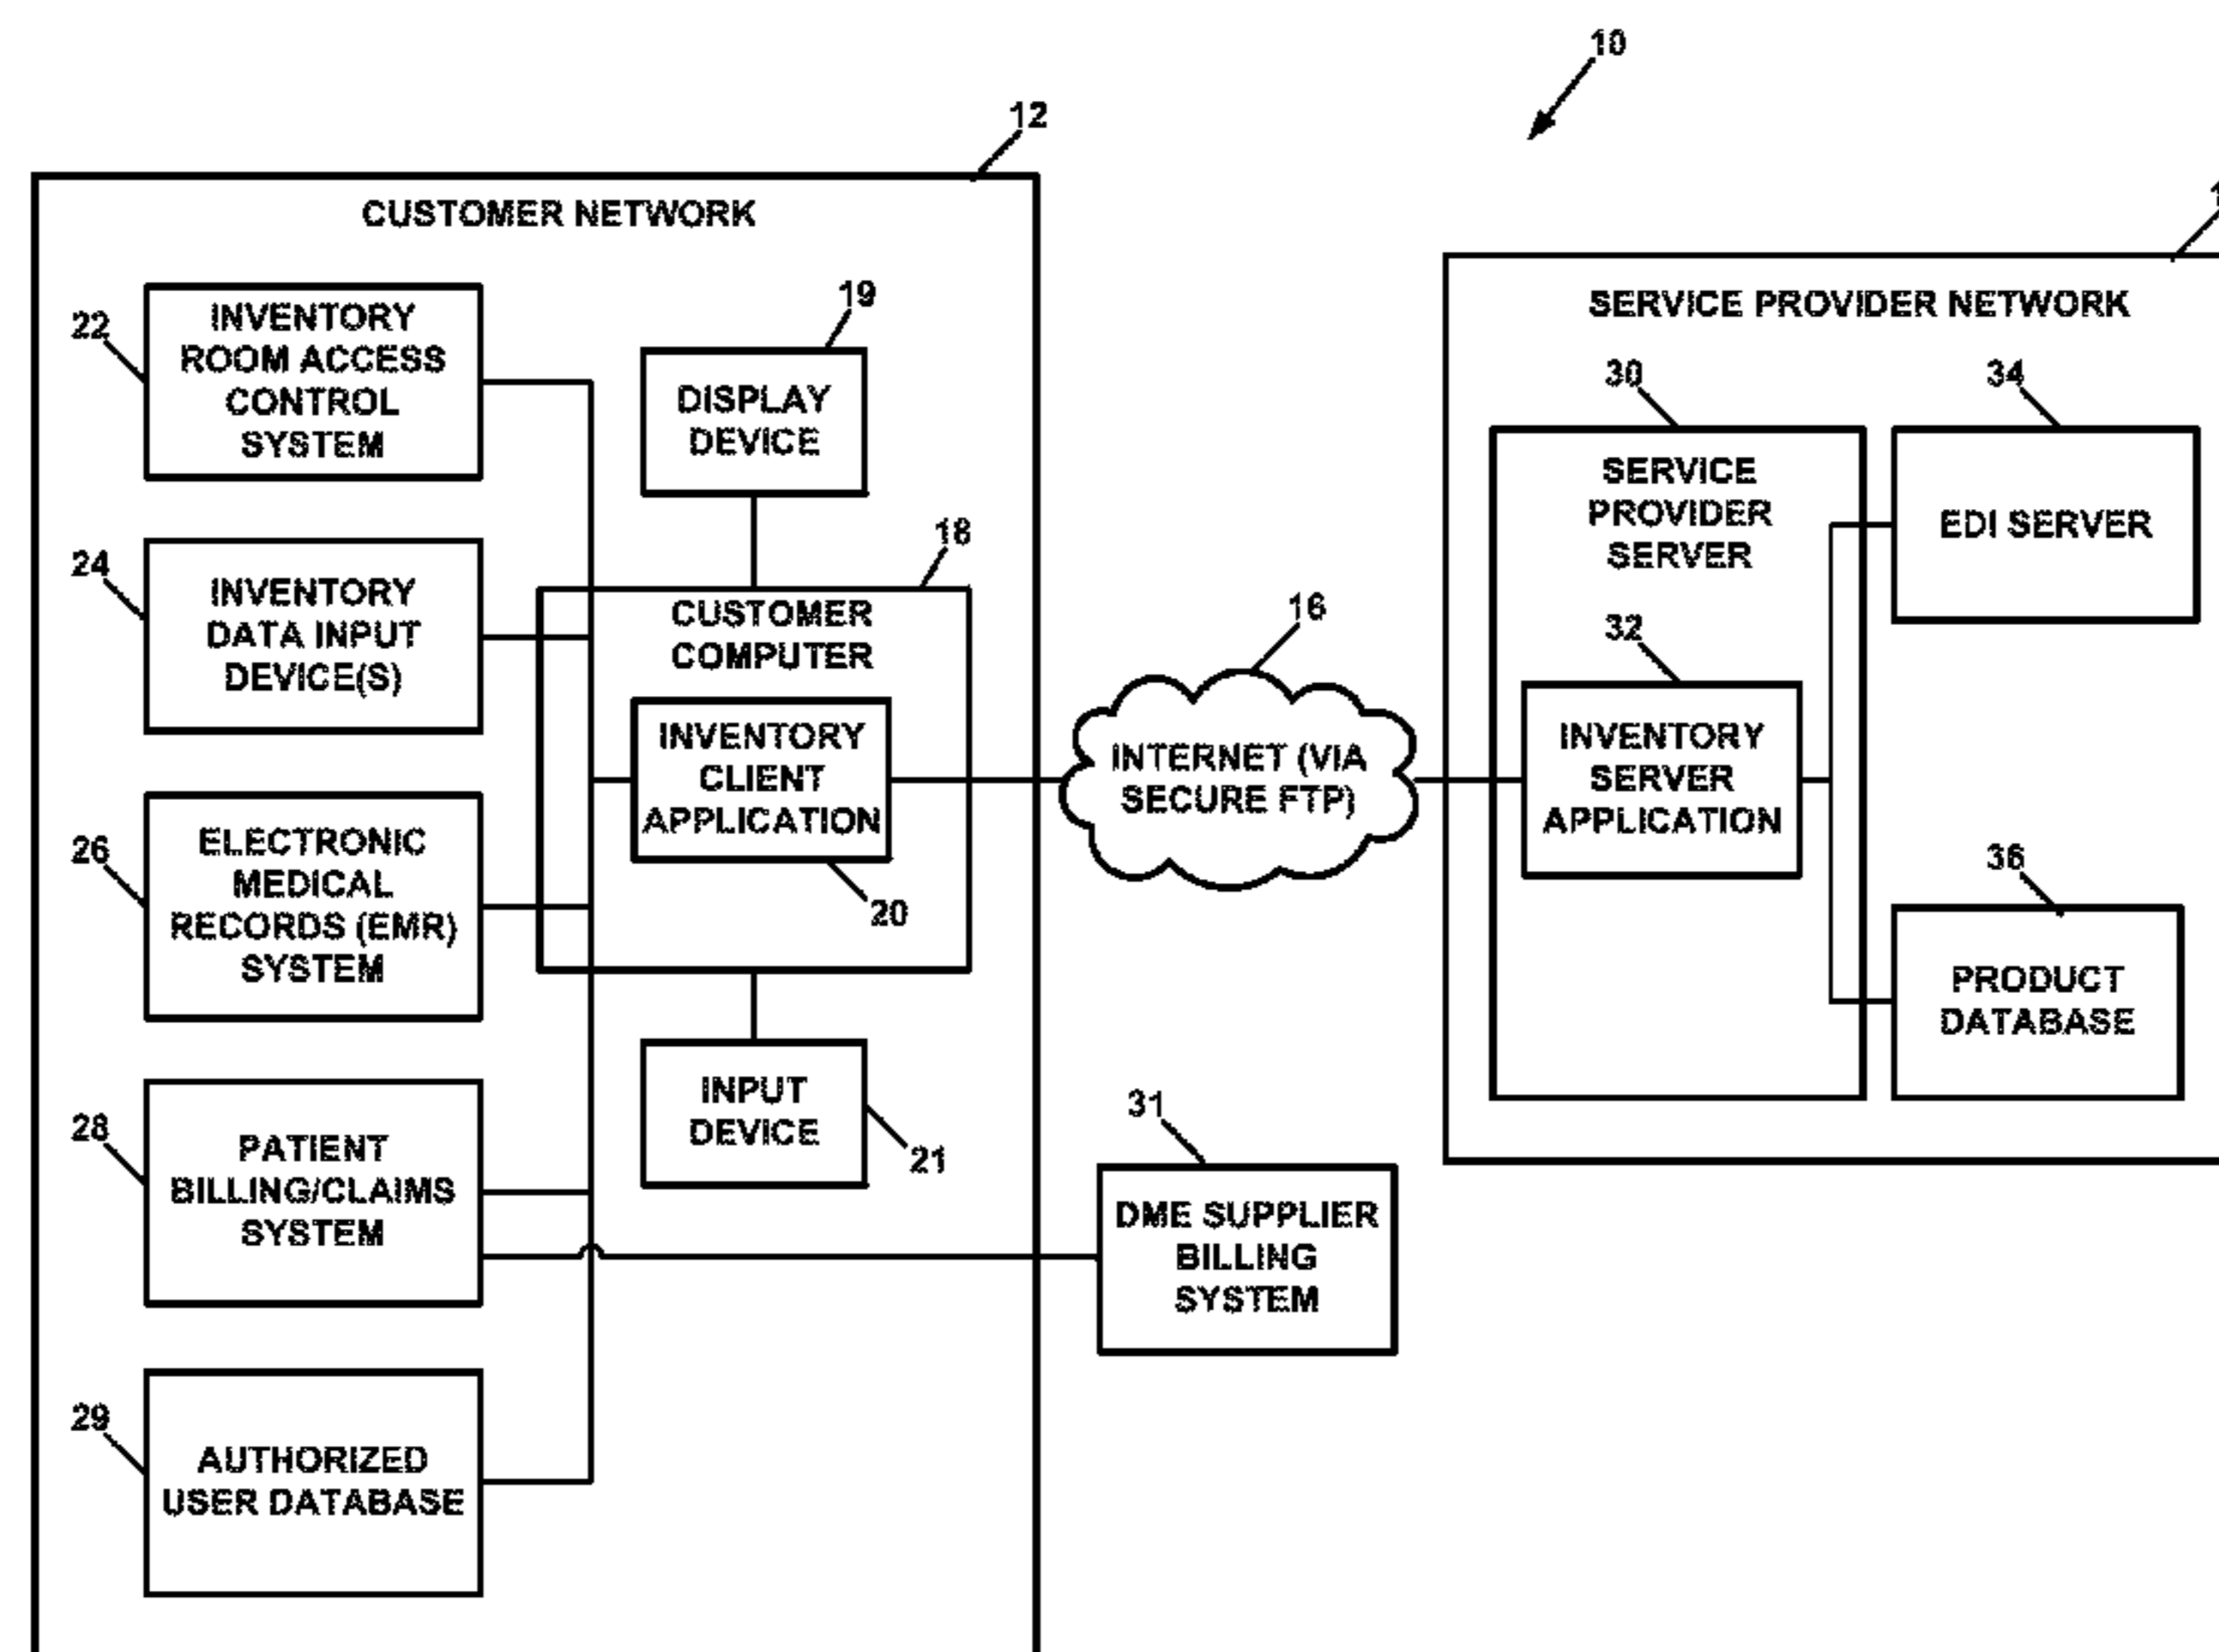 10
12
CUSTOMER NETWORK
22
INVENTORY
ROOM ACCESS
CONTROL
SYSTEM
24
INVENTORY
DATA INPUT
DEVICE(S)
26
ELECTRONIC
MEDICAL
RECORDS (EMR)
SYSTEM
28
PATIENT
BILLING/CLAIMS
SYSTEM
29
AUTHORIZED
USER DATABASE
19
DISPLAY
DEVICE
18
CUSTOMER
COMPUTER
INVENTORY
CLIENT
APPLICATION
20
INPUT
DEVICE
21
16
INTERNET (VIA
SECURE FTP)
31
DME SUPPLIER
BILLING
SYSTEM
SERVICE PROVIDER NETWORK
30
SERVICE
PROVIDER
SERVER
32
INVENTORY
SERVER
APPLICATION
34
EDI SERVER
36
PRODUCT
DATABASE